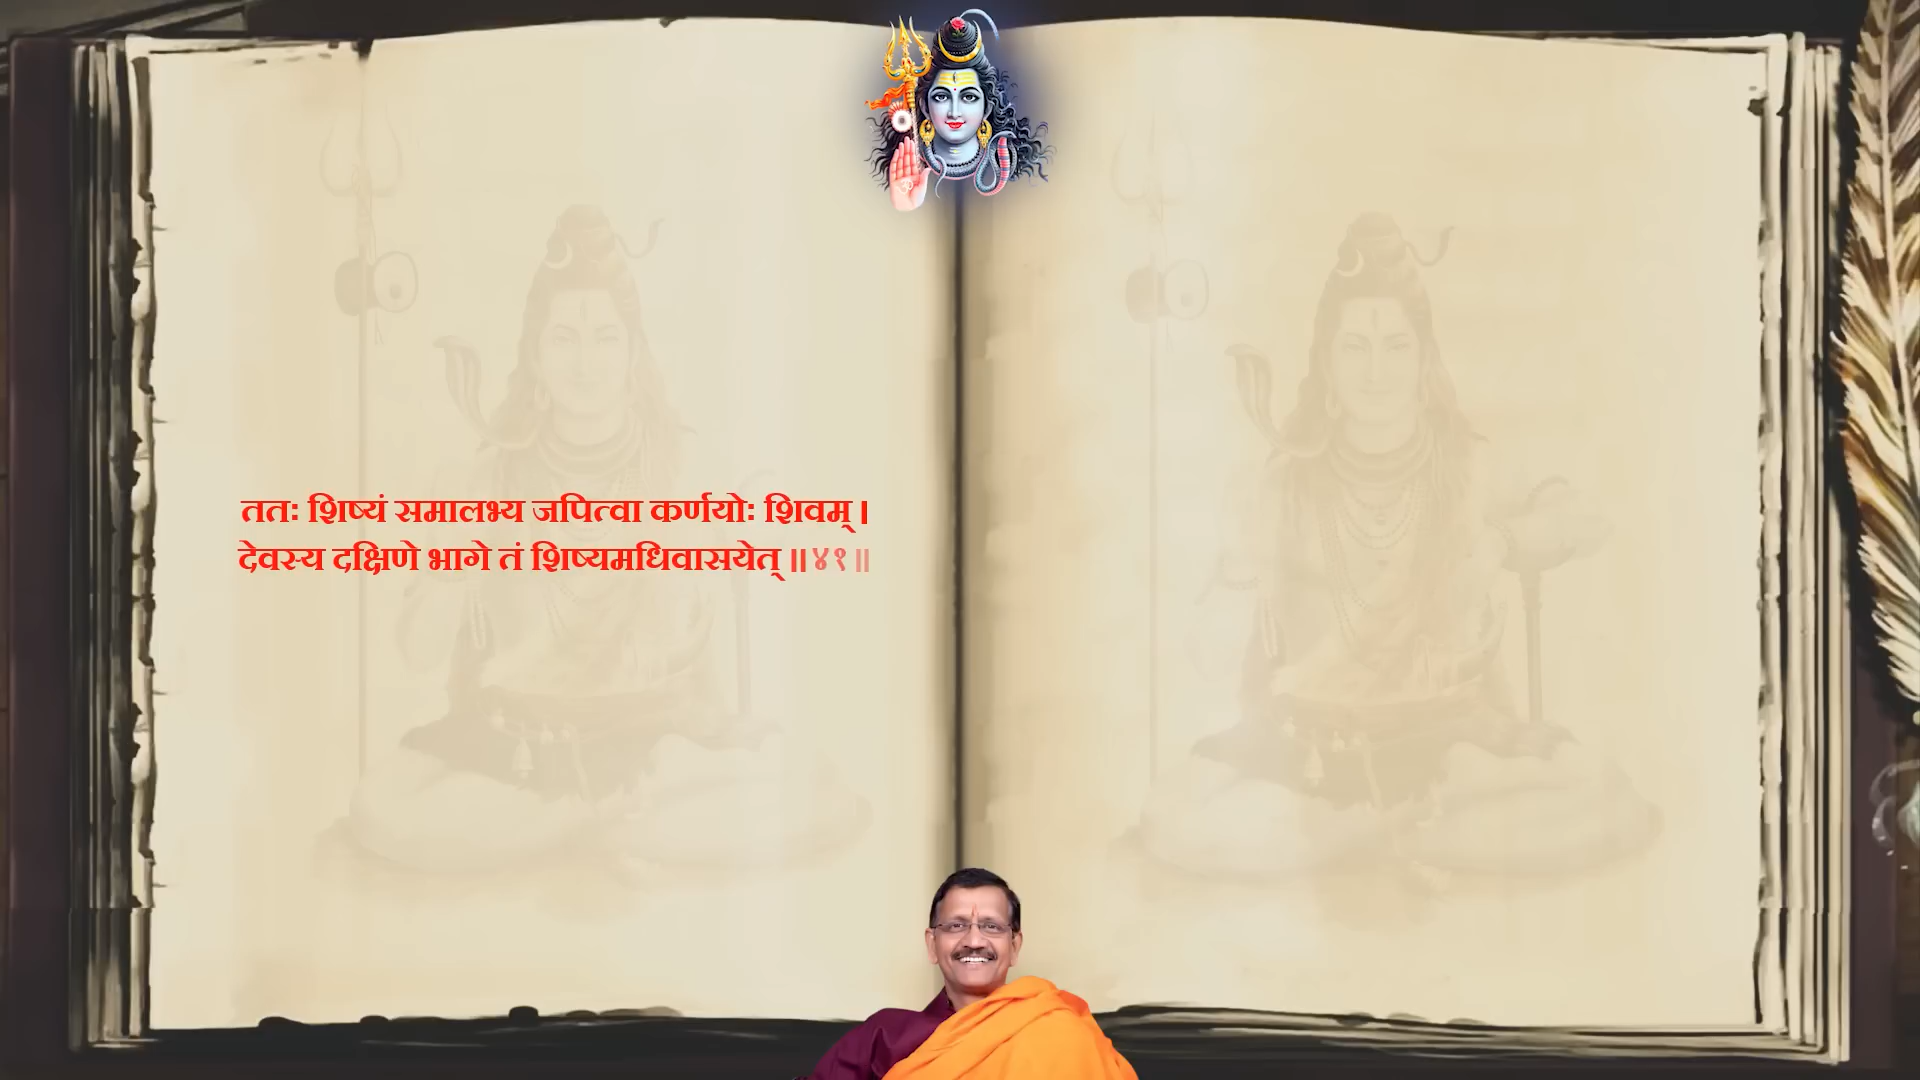 ततः शिष्यं समालभ्य जपित्वा कर्णयोः शिवम् ।
देवस्य दक्षिणे भागे तं शिष्यमधिवासयेत् ॥ ४१ ॥